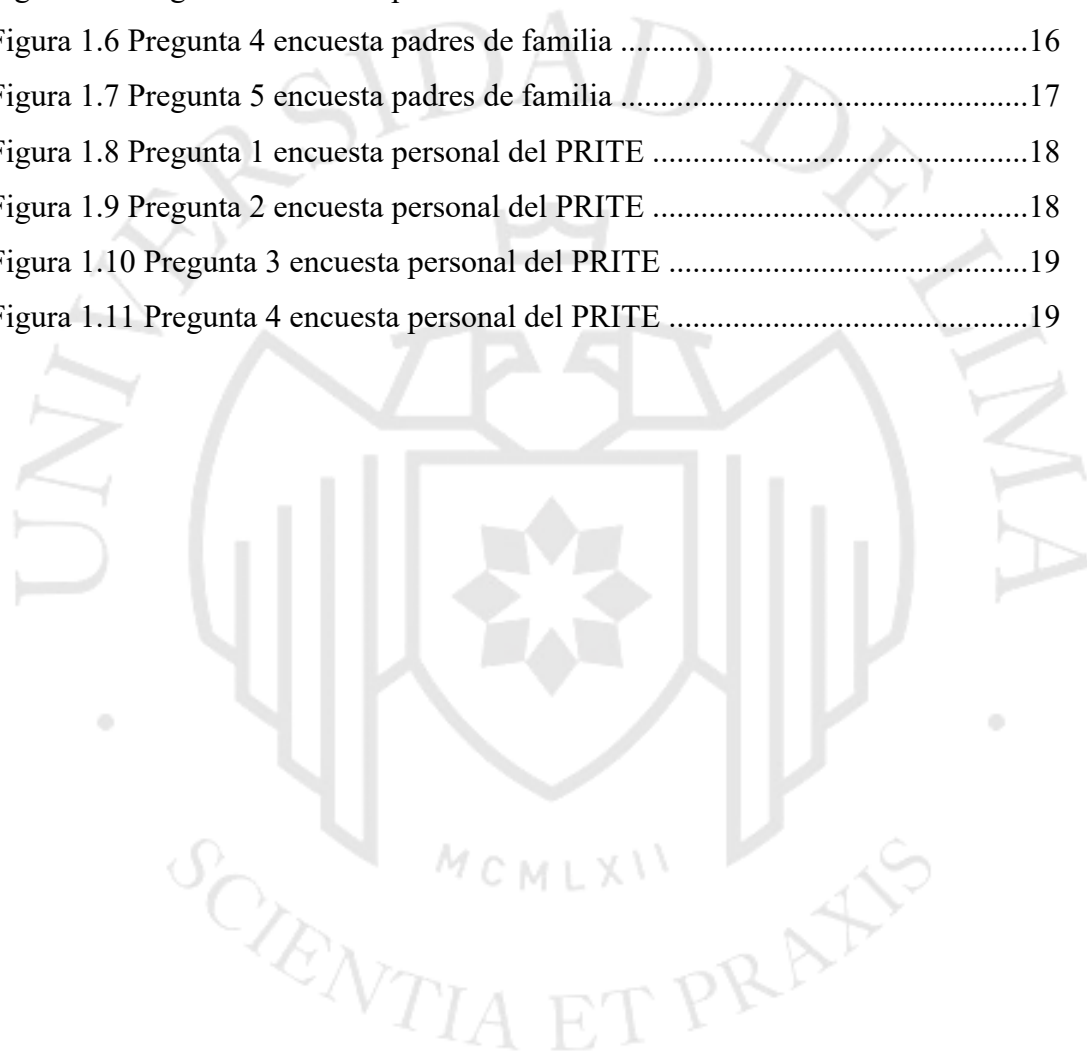 Figura 1.6 Pregunta 4 encuesta padres de familia ....................................................16
Figura 1.7 Pregunta 5 encuesta padres de familia ....................................................17
Figura 1.8 Pregunta 1 encuesta personal del PRITE ................................................18
Figura 1.9 Pregunta 2 encuesta personal del PRITE ................................................18
Figura 1.10 Pregunta 3 encuesta personal del PRITE ..............................................19
Figura 1.11 Pregunta 4 encuesta personal del PRITE ..............................................19
UNIVERSIDAD DE LIMA
MCMLXII
SCIENTIA ET PRAXIS